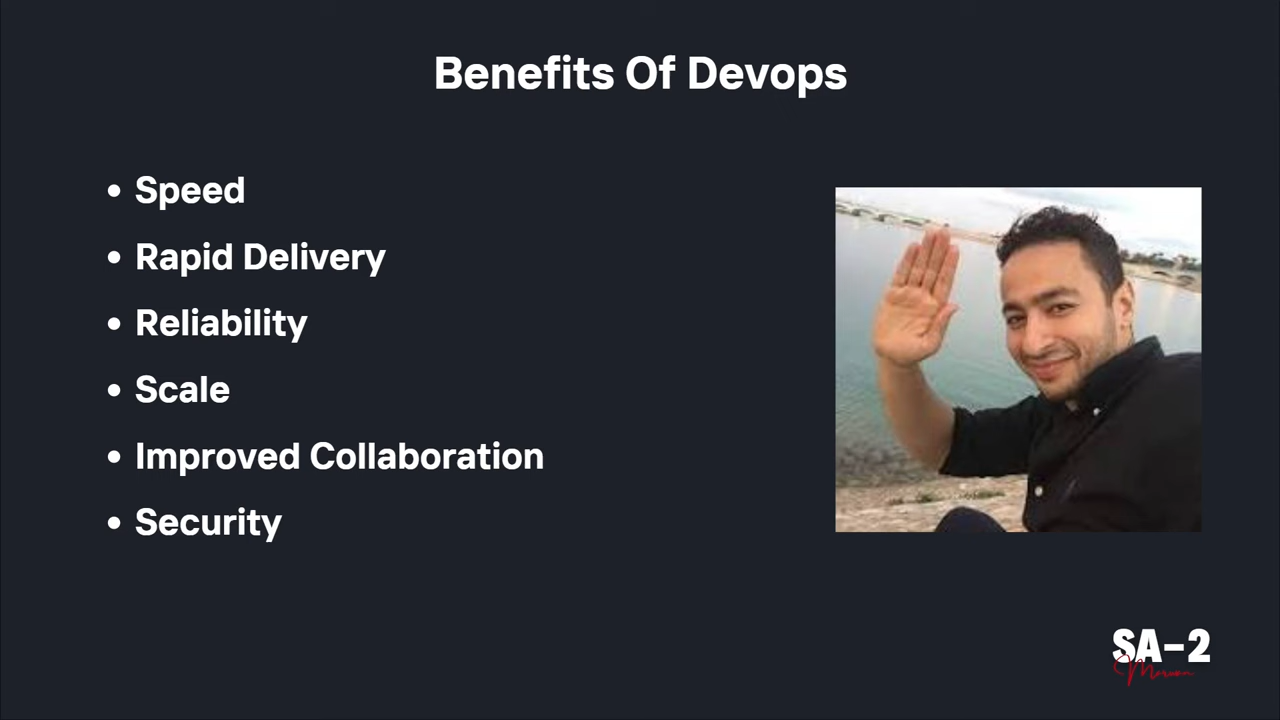 Benefits Of Devops
• Speed
• Rapid Delivery
• Reliability
• Scale
• Improved Collaboration
• Security
SA-2